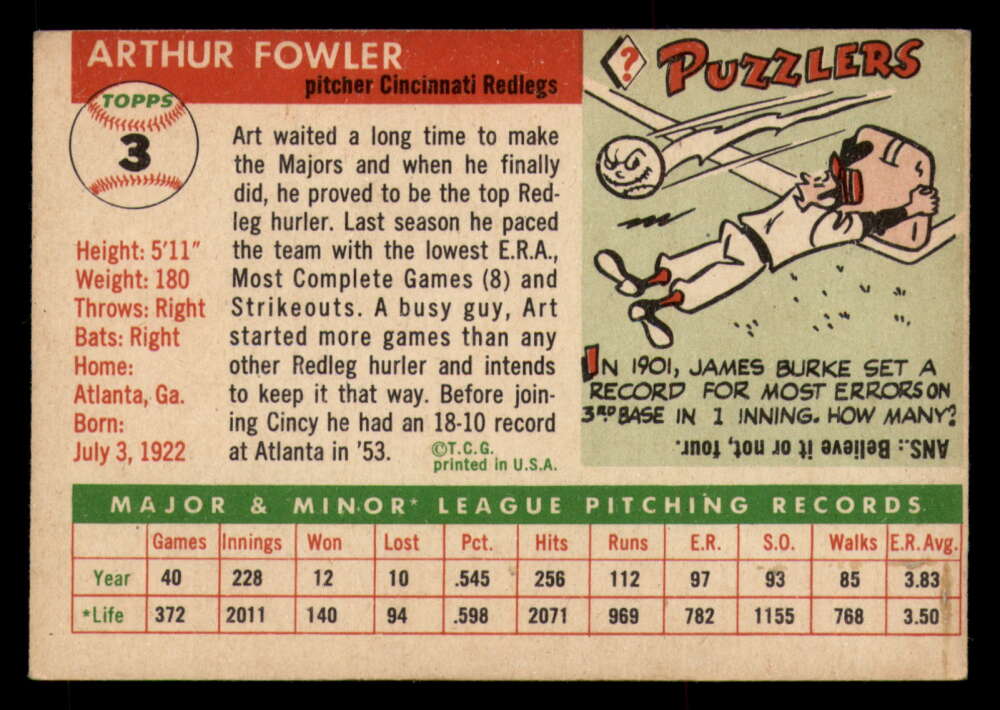 ARTHUR FOWLER
pitcher Cincinnati Redlegs
TOPPS
3
Height: 5'11"
Weight: 180
Throws: Right
Bats: Right
Home:
Atlanta, Ga.
Born:
July 3, 1922
Art waited a long time to make
the Majors and when he finally
did, he proved to be the top Red-
leg hurler. Last season he paced
the team with the lowest E.R.A.,
Most Complete Games (8) and
Strikeouts. A busy guy, Art
started more games than any
other Redleg hurler and intends
to keep it that way. Before join-
ing Cincy he had an 18-10 record
at Atlanta in '53.
©T.C.G.
printed in U.S.A.
?
PUZZLERS
IN 1901, JAMES BURKE SET A
RECORD FOR MOST ERRORS ON
3RD BASE IN 1 INNING. HOW MANY?
ANS.: Believe it or not, four.
MAJOR & MINOR* LEAGUE PITCHING RECORDS
Games Innings Won Lost Pct. Hits Runs E.R. S.O. Walks E.R.Avg.
Year 40 228 12 10 .545 256 112 97 93 85 3.83
*Life 372 2011 140 94 .598 2071 969 782 1155 768 3.50